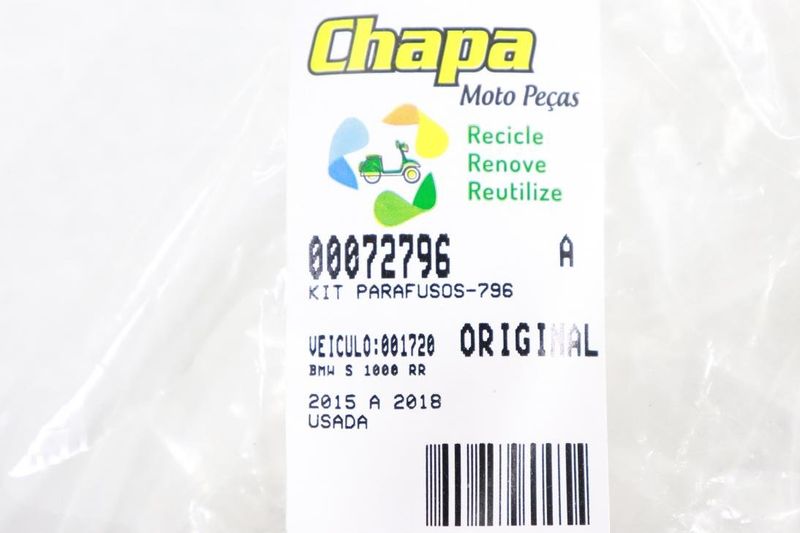 Chapa
Moto Peças
Recicle
Renove
Reutilize
00072796 A
KIT PARAFUSOS-796
VEICULO:001720 ORIGINAL
BMW S 1000 RR
2015 A 2018
USADA